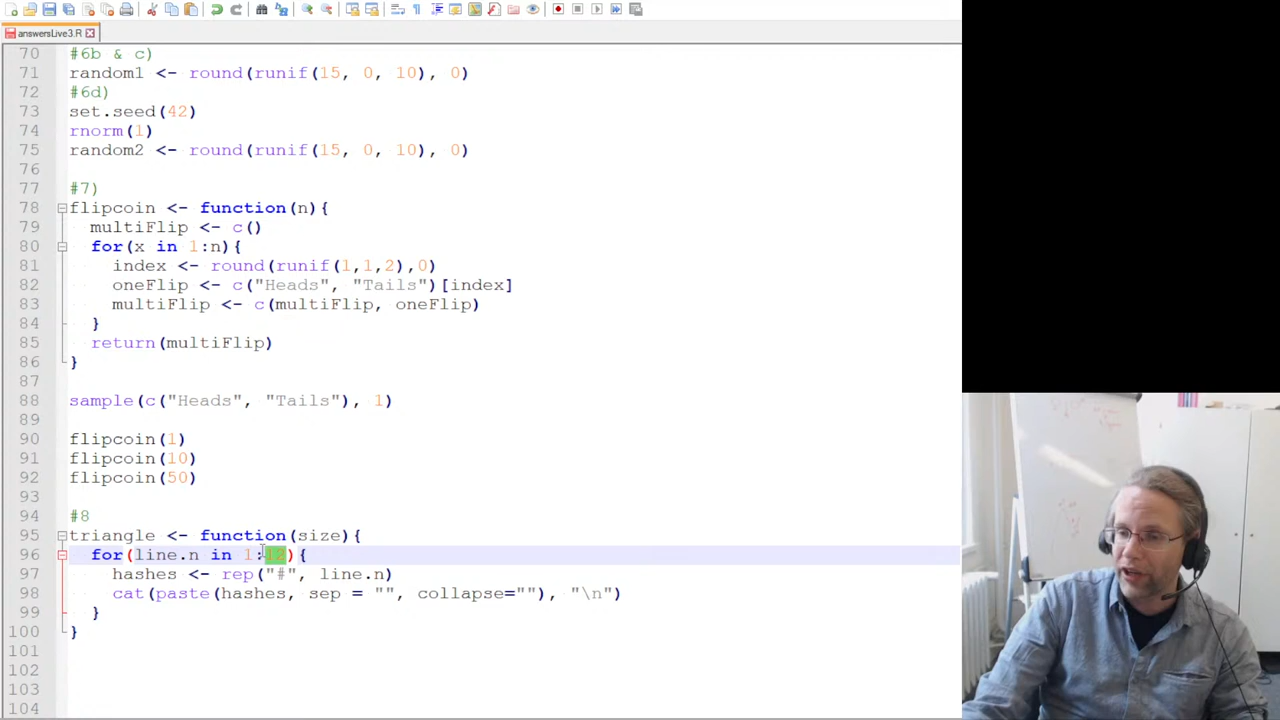 answersLive3.R
70 #6b & c)
71 random1 <- round(runif(15, 0, 10), 0)
72 #6d)
73 set.seed(42)
74 rnorm(1)
75 random2 <- round(runif(15, 0, 10), 0)
76
77 #7)
78 flipcoin <- function(n){
79 multiFlip <- c()
80 for(x in 1:n){
81 index <- round(runif(1,1,2),0)
82 oneFlip <- c("Heads", "Tails")[index]
83 multiFlip <- c(multiFlip, oneFlip)
84 }
85 return(multiFlip)
86 }
87
88 sample(c("Heads", "Tails"), 1)
89
90 flipcoin(1)
91 flipcoin(10)
92 flipcoin(50)
93
94 #8
95 triangle <- function(size){
96 for(line.n in 1:12){
97 hashes <- rep("#", line.n)
98 cat(paste(hashes, sep = "", collapse=""), "\n")
99 }
100 }
101
102
103
104